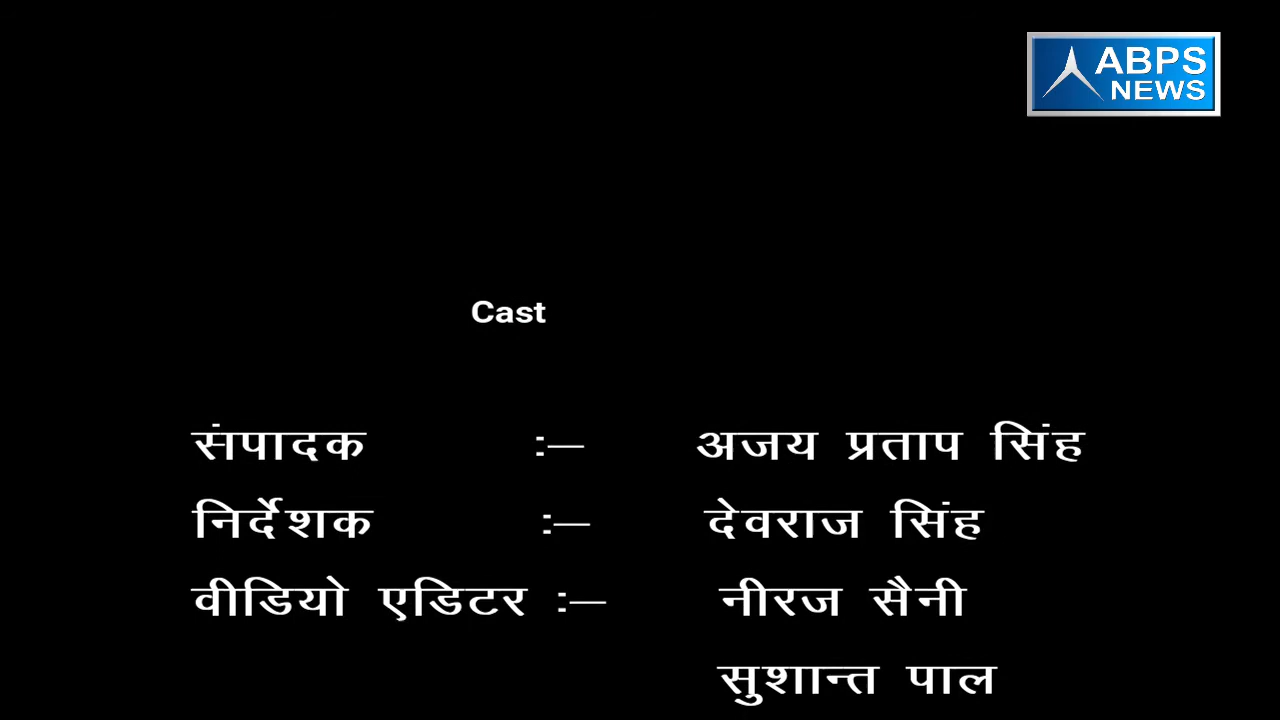 ABPS
NEWS
Cast
संपादक :— अजय प्रताप सिंह
निर्देशक :— देवराज सिंह
वीडियो एडिटर :— नीरज सैनी
सुशान्त पाल